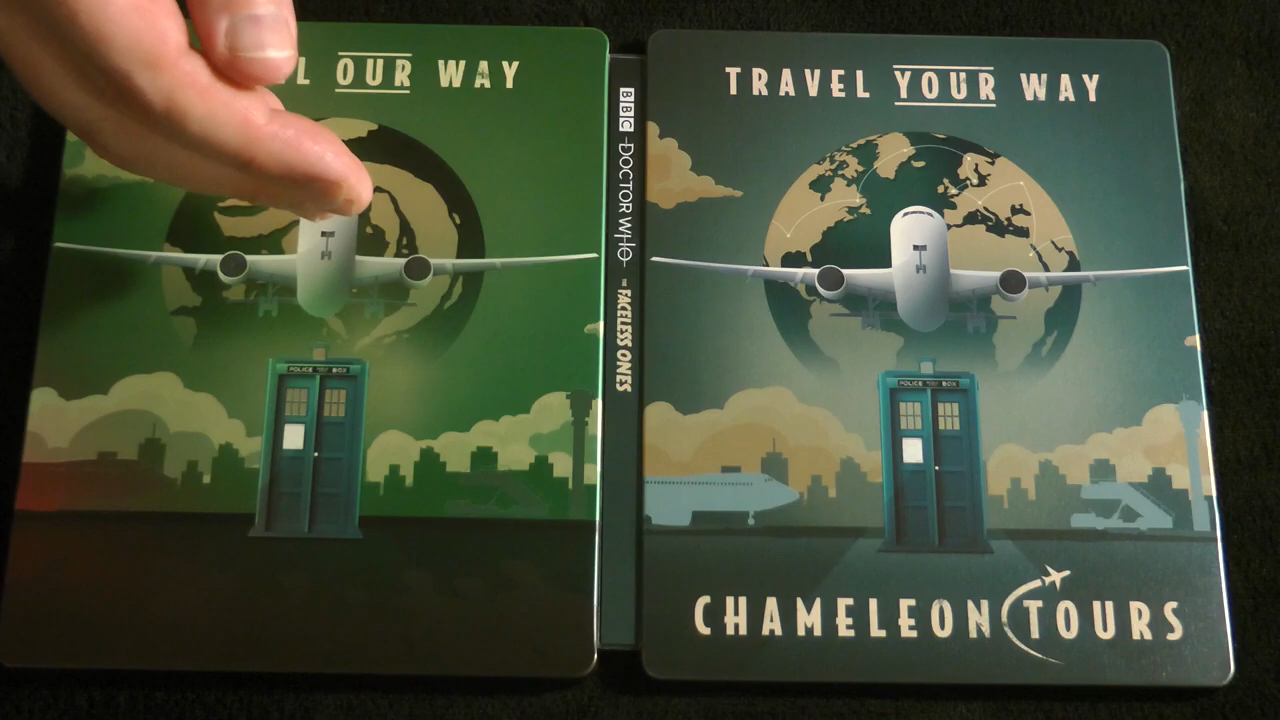 L OUR WAY
POLICE BOX
BBC DOCTOR WHO THE FACELESS ONES
TRAVEL YOUR WAY
POLICE BOX
CHAMELEON TOURS